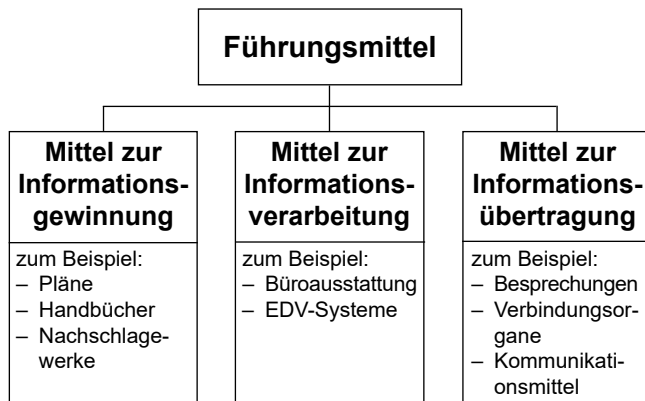 Führungsmittel
Mittel zur
Informations-
gewinnung
zum Beispiel:
– Pläne
– Handbücher
– Nachschlage-
werke
Mittel zur
Informations-
verarbeitung
zum Beispiel:
– Büroausstattung
– EDV-Systeme
Mittel zur
Informations-
übertragung
zum Beispiel:
– Besprechungen
– Verbindungsor-
gane
– Kommunikati-
onsmittel